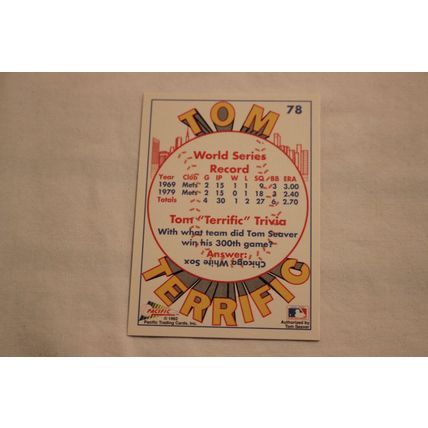 78
TOM
World Series
Record
Year Club G IP W L SO BB ERA
1969 Mets 2 15 1 1 9 3 3.00
1979 Mets 2 15 0 1 18 3 2.40
Totals 4 30 1 2 27 6 2.70
Tom "Terrific" Trivia
With what team did Tom Seaver
win his 300th game?
Answer:
Chicago White Sox
TERRIFIC
PACIFIC
© 1992
Pacific Trading Cards, Inc.
Authorized by
Tom Seaver